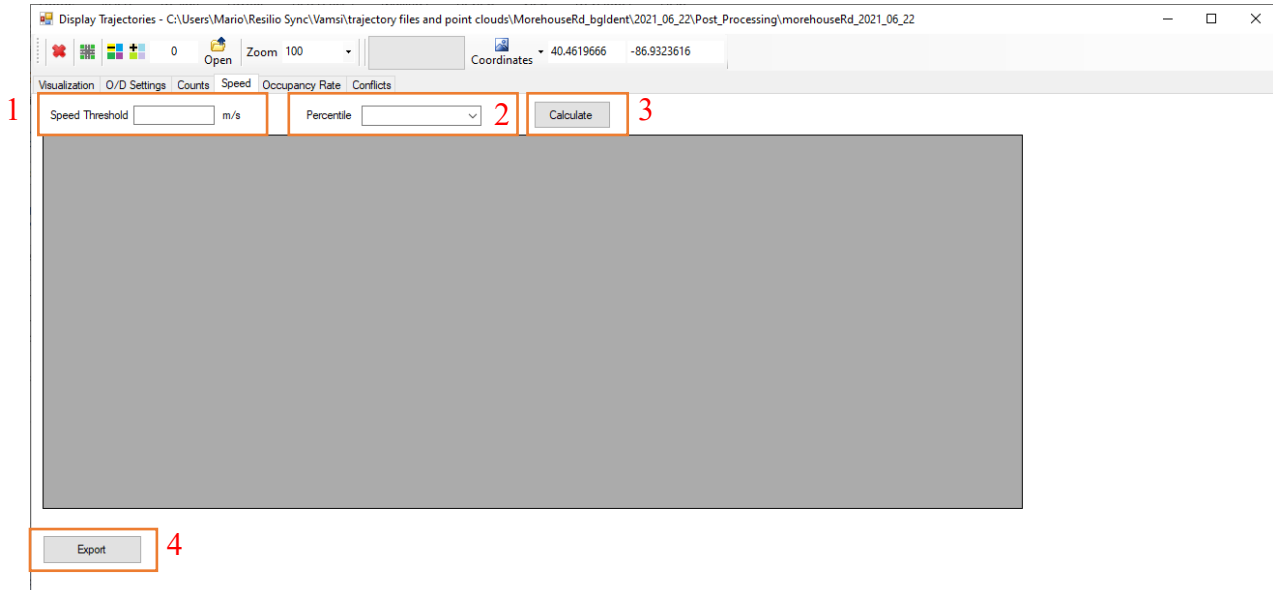 Display Trajectories - C:\Users\Mario\Resilio Sync\Vamsi\trajectory files and point clouds\MorehouseRd_bgIdent\2021_06_22\Post_Processing\morehouseRd_2021_06_22
0 Open Zoom 100 Coordinates 40.4619666 -86.9323616
Visualization O/D Settings Counts Speed Occupancy Rate Conflicts
1 Speed Threshold m/s Percentile 2 Calculate 3
Export 4